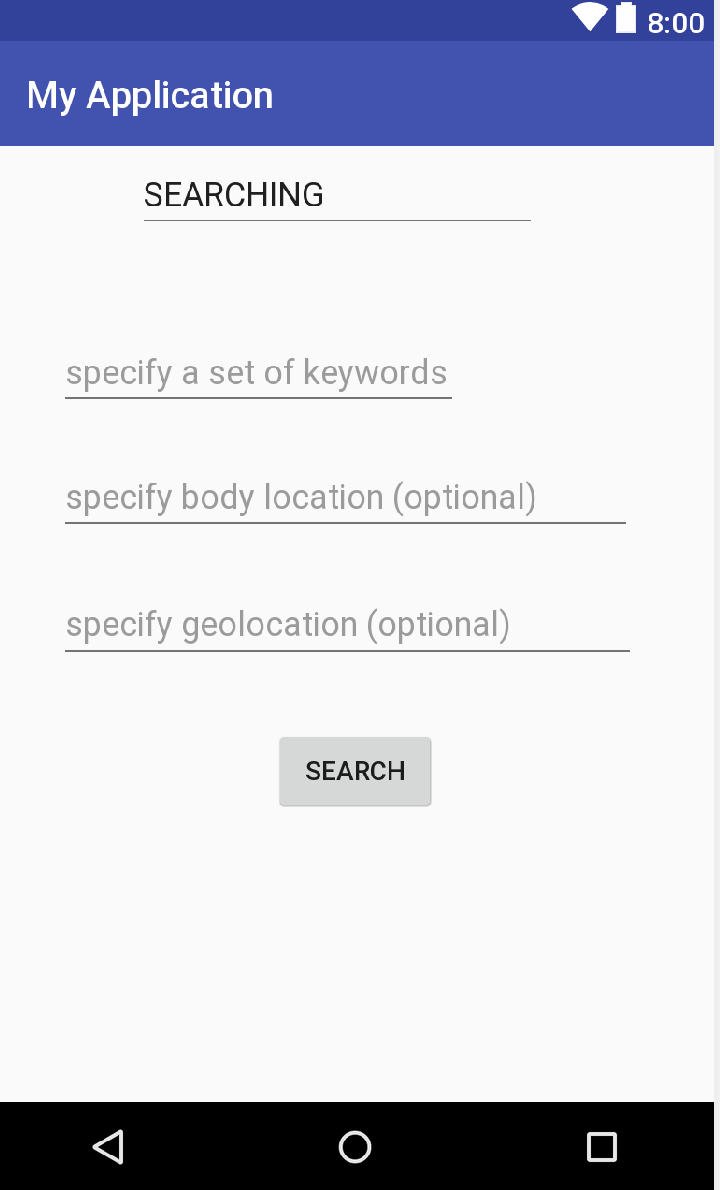 8:00
My Application
SEARCHING
specify a set of keywords
specify body location (optional)
specify geolocation (optional)
SEARCH